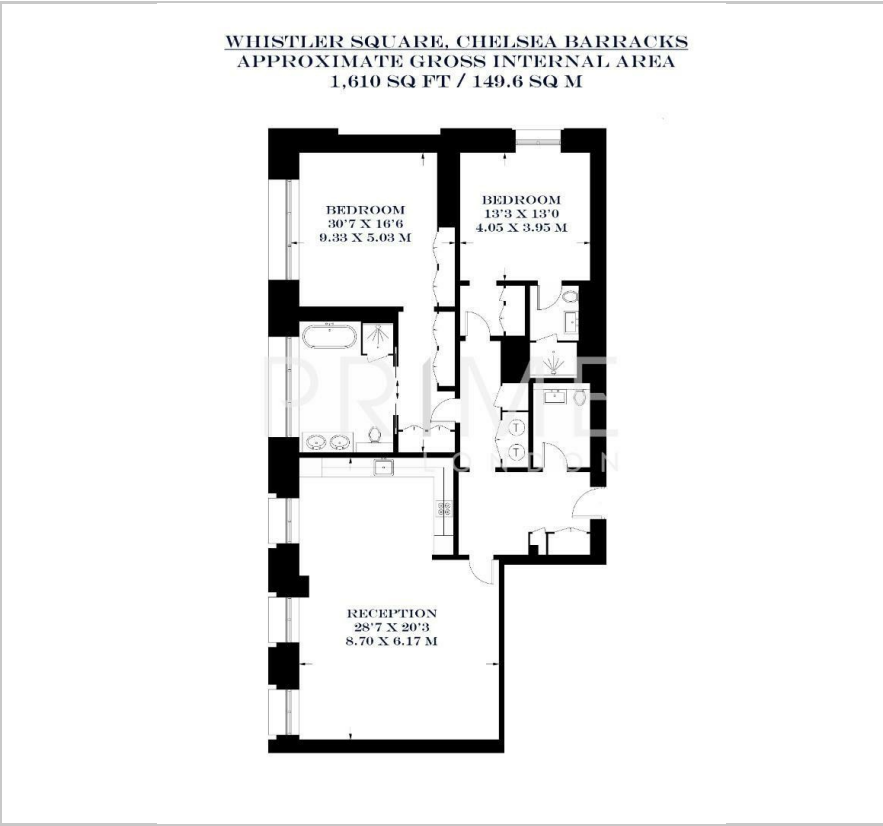 WHISTLER SQUARE, CHELSEA BARRACKS
APPROXIMATE GROSS INTERNAL AREA
1,610 SQ FT / 149.6 SQ M
BEDROOM
30'7 X 16'6
9.33 X 5.03 M
BEDROOM
13'3 X 13'0
4.05 X 3.95 M
PRIME
LONDON
T
T
RECEPTION
28'7 X 20'3
8.70 X 6.17 M